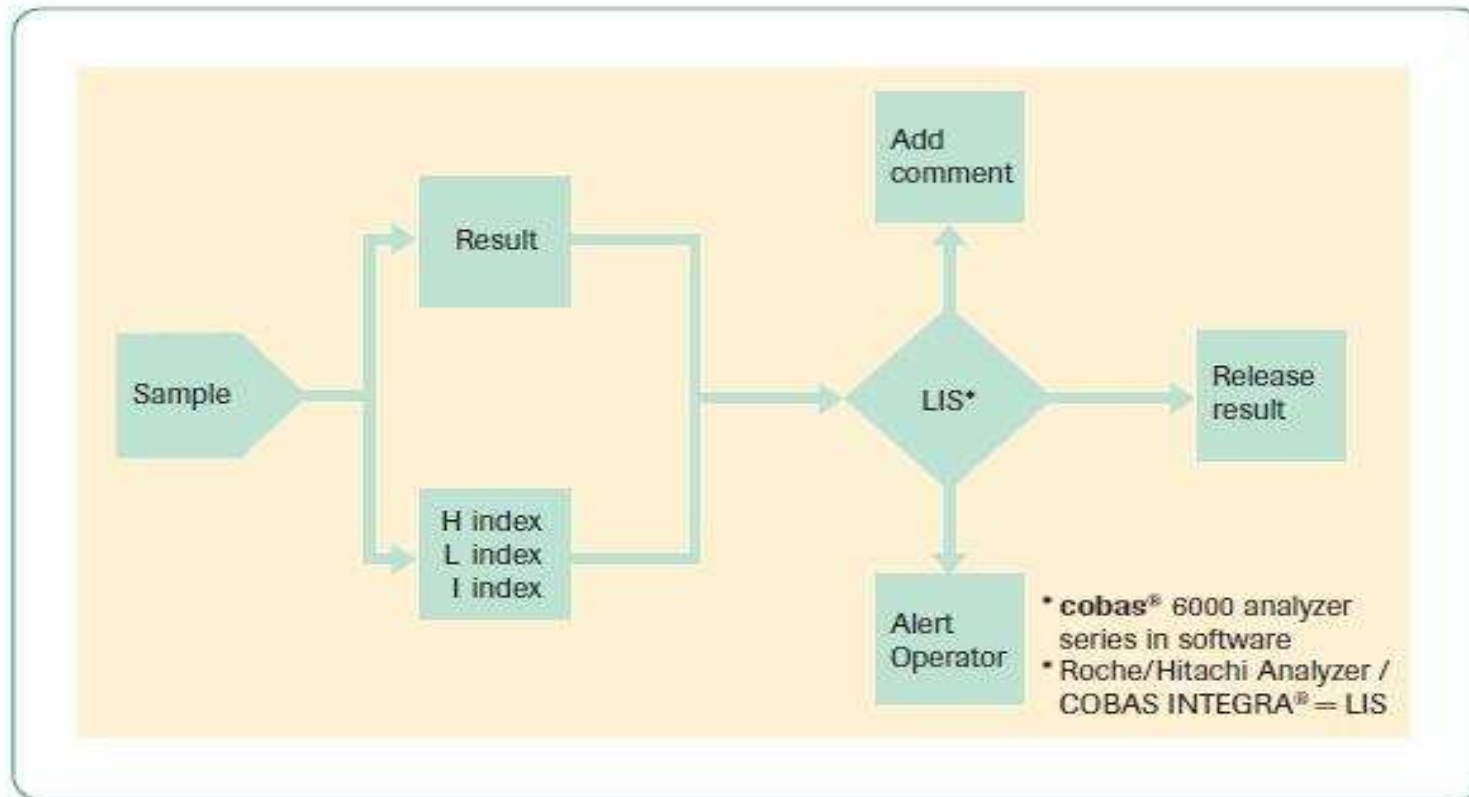 Sample
Result
H index
L index
I index
LIS*
Add
comment
Release
result
Alert
Operator
* cobas® 6000 analyzer
series in software
* Roche/Hitachi Analyzer /
COBAS INTEGRA® = LIS